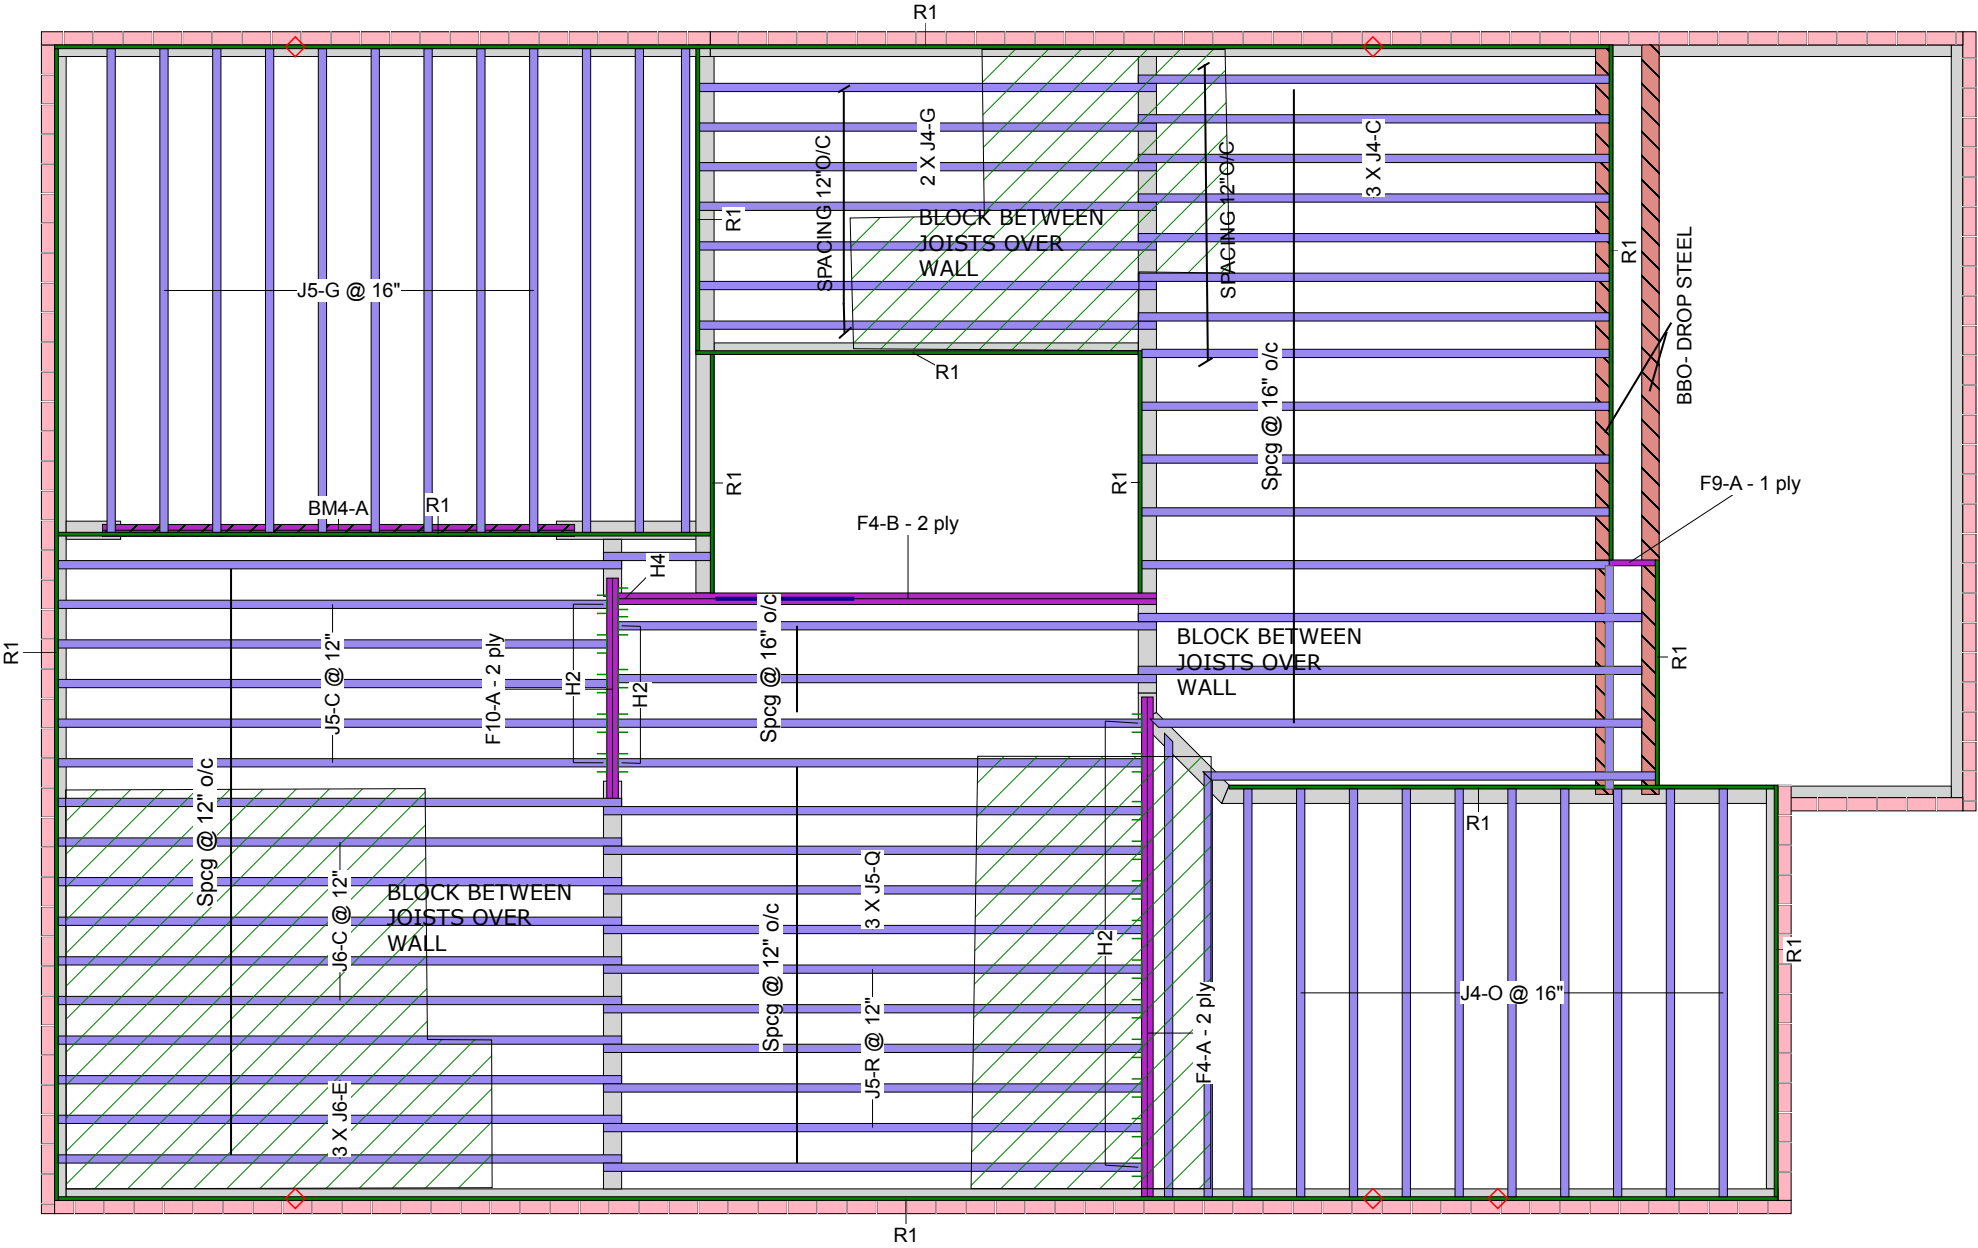 R1
J5-G @ 16"
R1
SPACING 12"O/C
2 X J4-G
BLOCK BETWEEN
JOISTS OVER
WALL
SPACING 12"O/C
3 X J4-C
R1
BBO- DROP STEEL
R1
Spcg @ 16" o/c
R1
R1
F9-A - 1 ply
BM4-A
R1
F4-B - 2 ply
H4
R1
J5-C @ 12"
F10-A - 2 ply
H2
H2
Spcg @ 16" o/c
BLOCK BETWEEN
JOISTS OVER
WALL
R1
Spcg @ 12" o/c
R1
J6-C @ 12"
BLOCK BETWEEN
JOISTS OVER
WALL
3 X J5-Q
Spcg @ 12" o/c
H2
R1
J4-O @ 16"
J5-R @ 12"
F4-A - 2 ply
3 X J6-E
R1